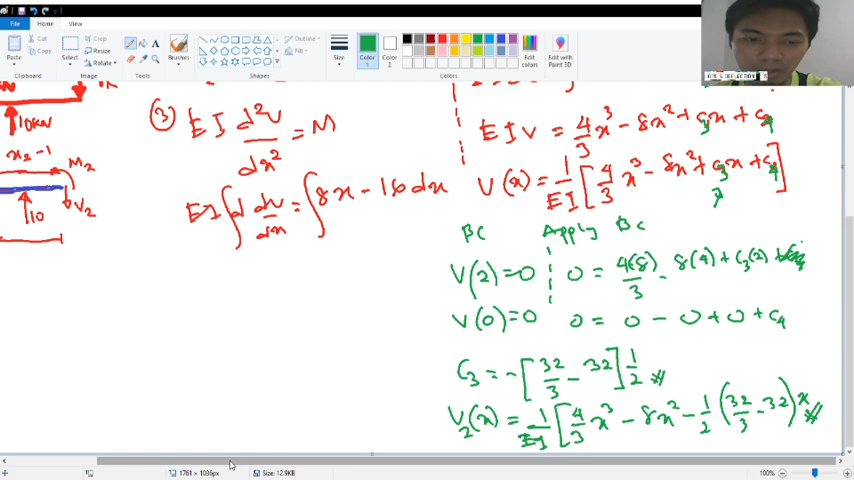 File Home View
Paste
Cut
Copy
Clipboard
Select
Crop
Resize
Rotate
Image
A
Tools
Brushes
Outline
Fill
Shapes
Size
Color 1
Color 2
Edit colors
Edit with Paint 3D
Colors
10kN
x₂ - 1
M₂
V₂
10
③ EI d²v/dx² = M
EI ∫ d dv/dx = ∫ 8x - 16 dx
EIV = 4/3 x³ - 8x² + C₃x + C₄
V(x) = 1/EI [4/3 x³ - 8x² + C₃x + C₄]
BC Apply BC
V(2)=0 0 = 4(8)/3 - 8(4) + C₃(2)
V(0)=0 0 = 0 - 0 + 0 + C₄
C₃ = -[32/3 - 32] 1/2 //
V₂(x) = 1/EI [4/3 x³ - 8x² - 1/2 (32/3 - 32) x //
1761 × 1036px Size: 12.9KB 100%